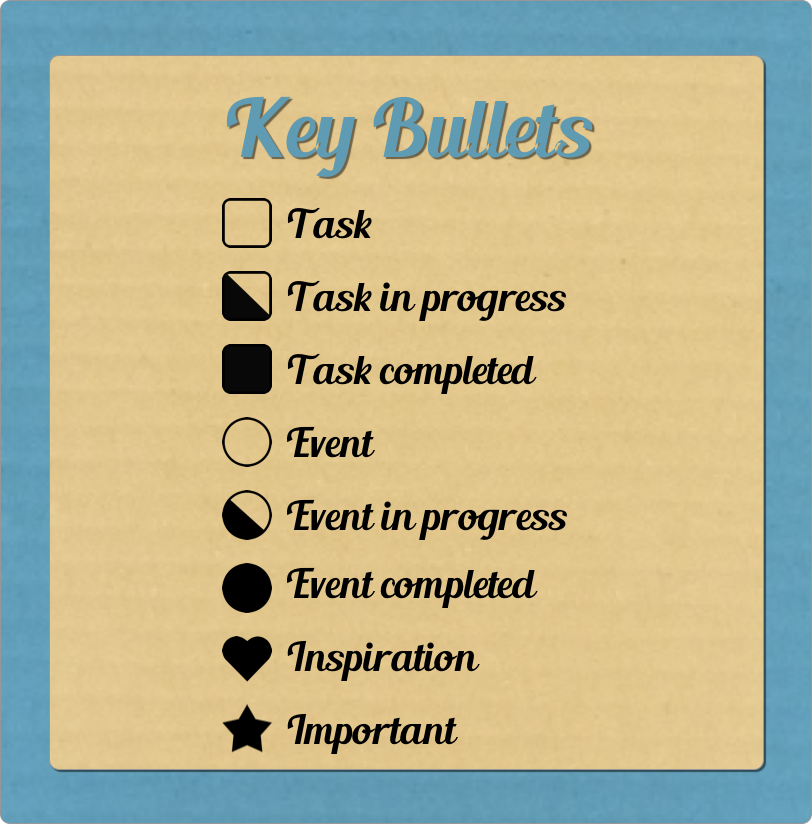 Key Bullets
Task
Task in progress
Task completed
Event
Event in progress
Event completed
Inspiration
Important